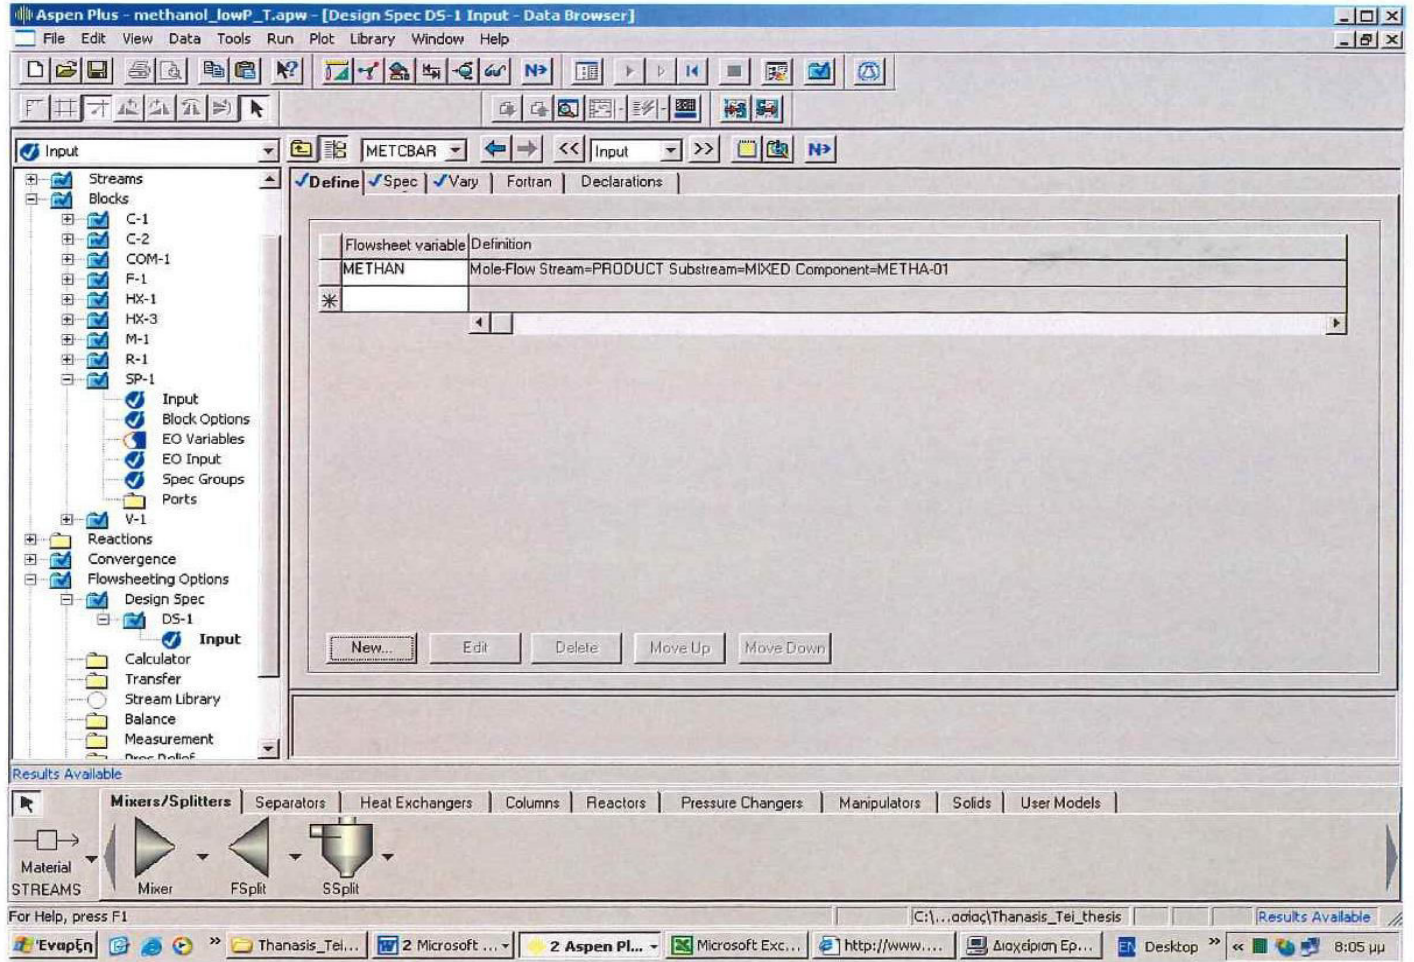 Aspen Plus - methanol_lowP_T.apw - [Design Spec DS-1 Input - Data Browser]
File Edit View Data Tools Run Plot Library Window Help
N➔
Input METCBAR << Input >> N➔
Streams
Blocks
C-1
C-2
COM-1
F-1
HX-1
HX-3
M-1
R-1
SP-1
Input
Block Options
EO Variables
EO Input
Spec Groups
Ports
V-1
Reactions
Convergence
Flowsheeting Options
Design Spec
DS-1
Input
Calculator
Transfer
Stream Library
Balance
Measurement
Define Spec Vary Fortran Declarations
Flowsheet variable Definition
METHAN Mole-Flow Stream=PRODUCT Substream=MIXED Component=METHA-01
New... Edit Delete Move Up Move Down
Results Available
Mixers/Splitters Separators Heat Exchangers Columns Reactors Pressure Changers Manipulators Solids User Models
Material
STREAMS Mixer FSplit SSplit
For Help, press F1 C:\...ασίας\Thanasis_Tei_thesis Results Available
Έναρξη » Thanasis_Tei... 2 Microsoft ... 2 Aspen Pl... Microsoft Exc... http://www.... Διαχείριση Ερ... EN Desktop » « 8:05 μμ